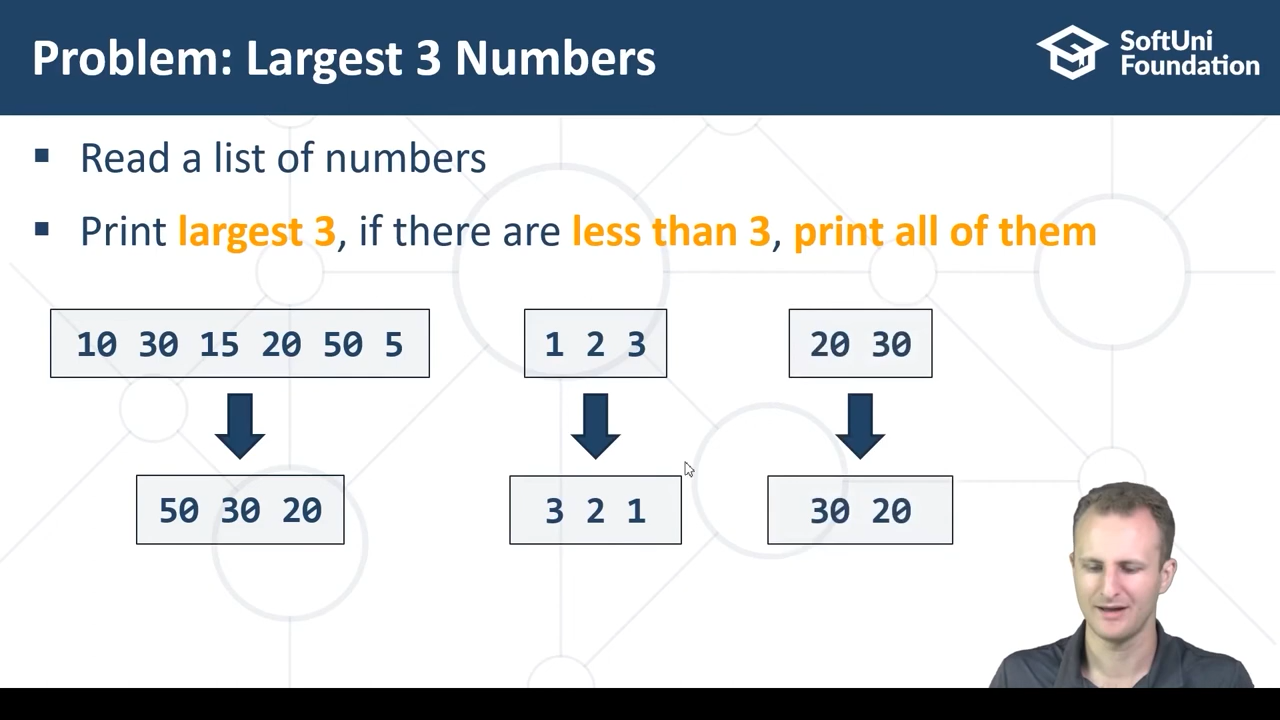 Problem: Largest 3 Numbers
SoftUni
Foundation
▪ Read a list of numbers
▪ Print largest 3, if there are less than 3, print all of them
10 30 15 20 50 5
1 2 3
20 30
50 30 20
3 2 1
30 20